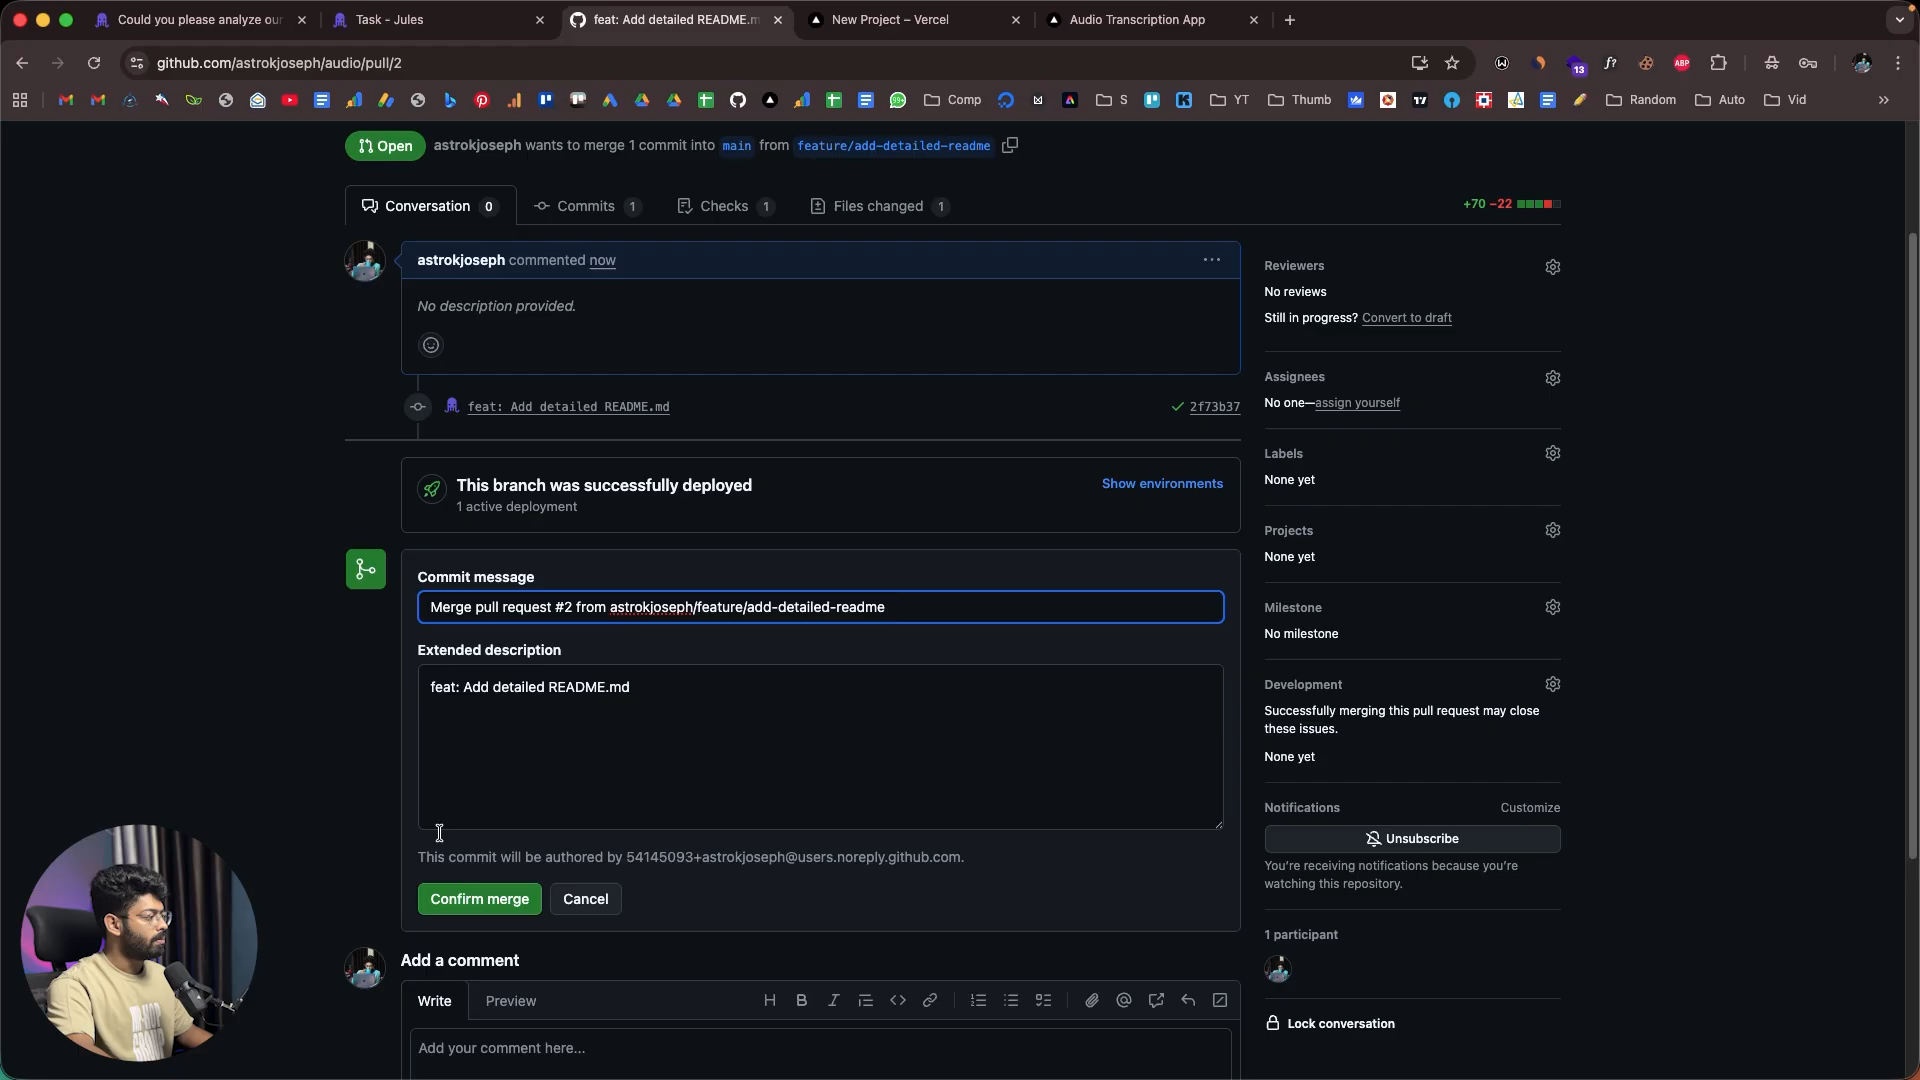 Could you please analyze our
Task - Jules
feat: Add detailed README.m
New Project – Vercel
Audio Transcription App
github.com/astrokjoseph/audio/pull/2
13
ABP
Comp
S
YT
Thumb
Random
Auto
Vid
Open
astrokjoseph wants to merge 1 commit into main from feature/add-detailed-readme
Conversation 0
Commits 1
Checks 1
Files changed 1
+70 −22
astrokjoseph commented now
No description provided.
feat: Add detailed README.md
2f73b37
This branch was successfully deployed
1 active deployment
Show environments
Commit message
Merge pull request #2 from astrokjoseph/feature/add-detailed-readme
Extended description
feat: Add detailed README.md
This commit will be authored by 54145093+astrokjoseph@users.noreply.github.com.
Confirm merge
Cancel
Add a comment
Write
Preview
Add your comment here...
Reviewers
No reviews
Still in progress? Convert to draft
Assignees
No one—assign yourself
Labels
None yet
Projects
None yet
Milestone
No milestone
Development
Successfully merging this pull request may close
these issues.
None yet
Notifications
Customize
Unsubscribe
You're receiving notifications because you're
watching this repository.
1 participant
Lock conversation